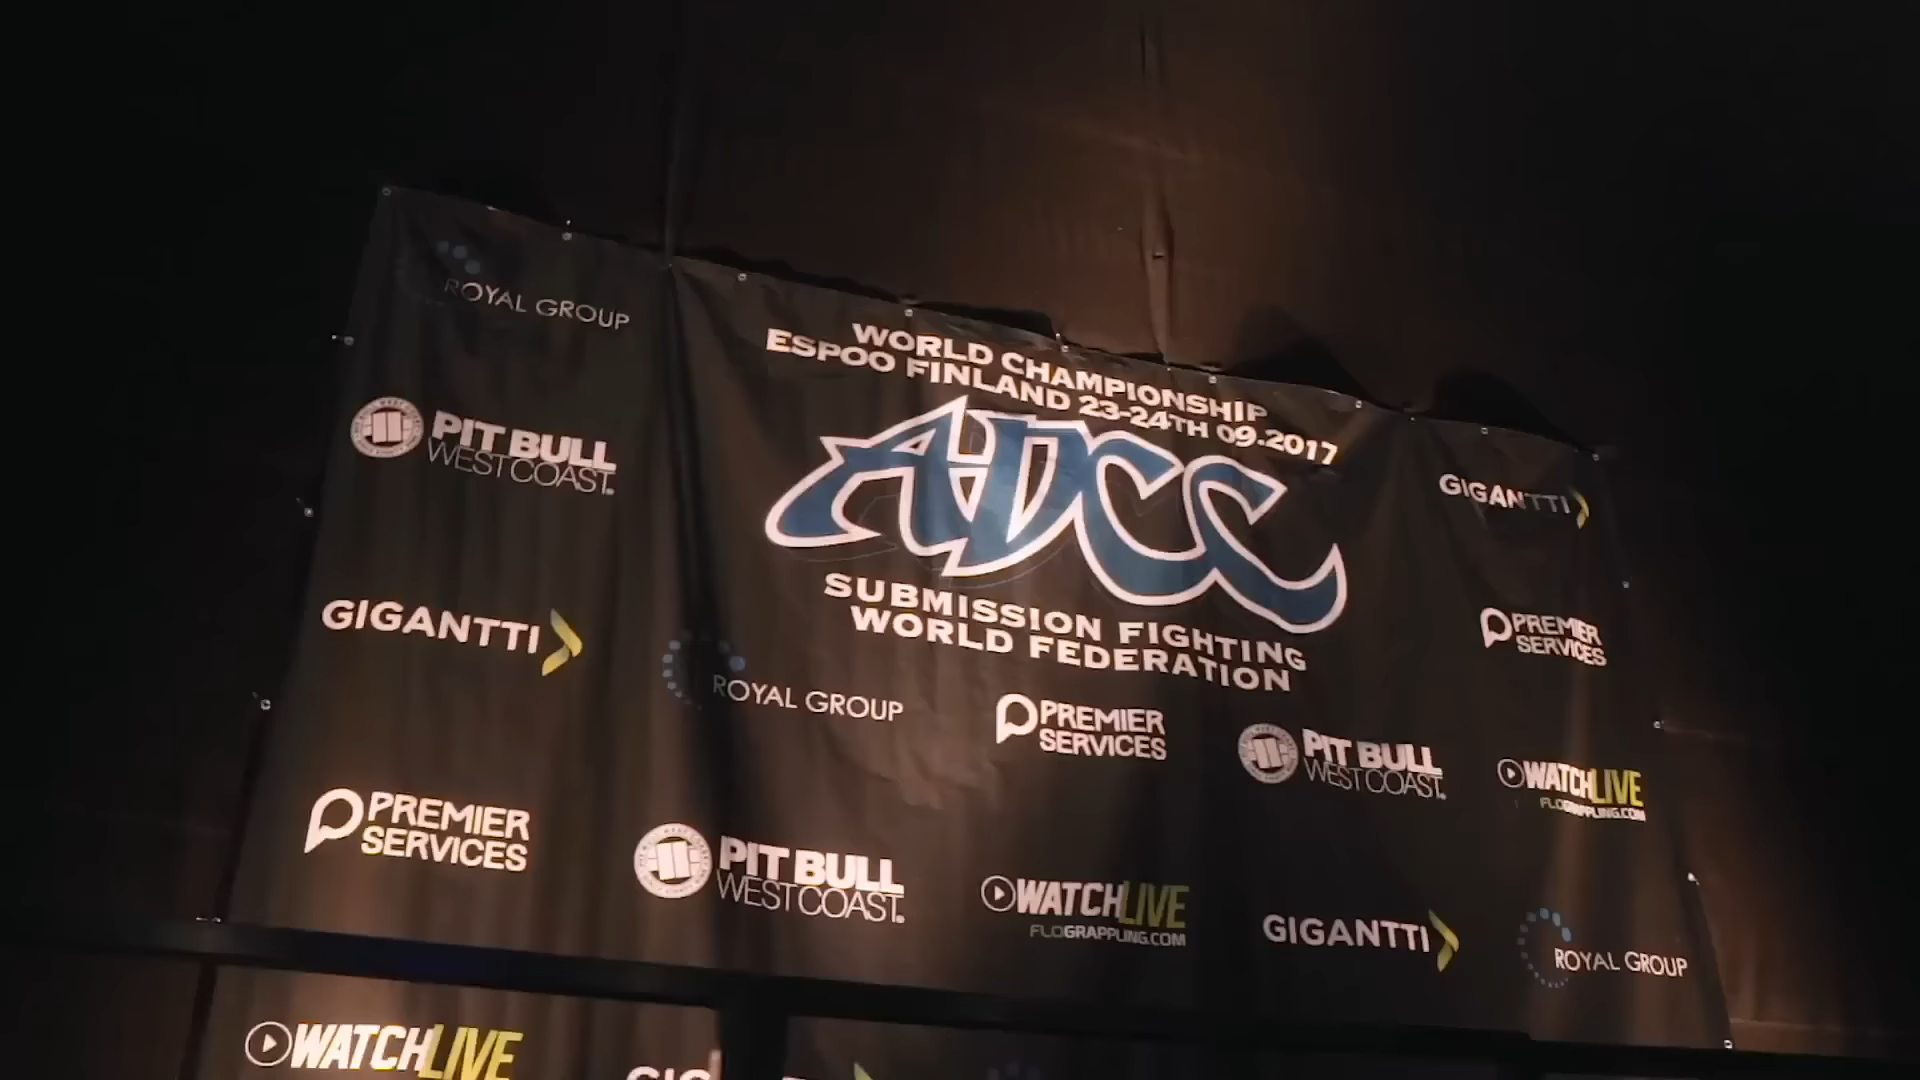 ROYAL GROUP
WORLD CHAMPIONSHIP
ESPOO FINLAND 23-24TH 09.2017
ADCC
SUBMISSION FIGHTING
WORLD FEDERATION
PIT BULL
WEST COAST
GIGANTTI
GIGANTTI
PREMIER
SERVICES
ROYAL GROUP
PREMIER
SERVICES
PIT BULL
WEST COAST
WATCHLIVE
FLOGRAPPLING.COM
PREMIER
SERVICES
PIT BULL
WEST COAST
WATCHLIVE
FLOGRAPPLING.COM
GIGANTTI
ROYAL GROUP
WATCHLIVE